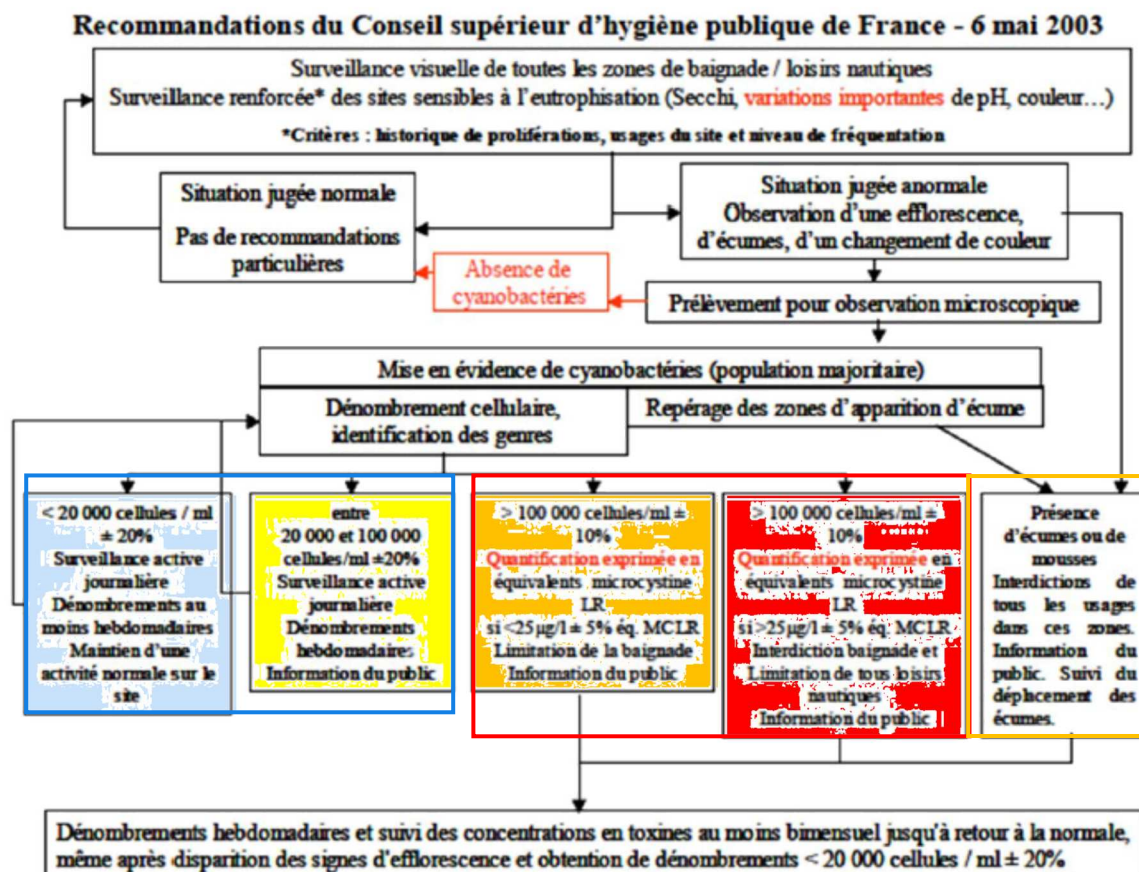 Recommandations du Conseil supérieur d'hygiène publique de France - 6 mai 2003
Surveillance visuelle de toutes les zones de baignade / loisirs nautiques
Surveillance renforcée* des sites sensibles à l'eutrophisation (Secchi, variations importantes de pH, couleur…)
*Critères : historique de proliférations, usages du site et niveau de fréquentation
Situation jugée normale
Pas de recommandations
particulières
Situation jugée anormale
Observation d'une efflorescence,
d'écumes, d'un changement de couleur
Absence de
cyanobactéries
Prélèvement pour observation microscopique
Mise en évidence de cyanobactéries (population majoritaire)
Dénombrement cellulaire,
identification des genres
Repérage des zones d'apparition d'écume
< 20 000 cellules / ml
± 20%
Surveillance active
journalière
Dénombrements au
moins hebdomadaires
Maintien d'une
activité normale sur le
site
entre
20 000 et 100 000
cellules/ml ±20%
Surveillance active
journalière
Dénombrements
hebdomadaires
Information du public
> 100 000 cellules/ml ±
10%
Quantification exprimée en
équivalents microcystine
LR
si <25µg/l ± 5% éq. MCLR
Limitation de la baignade
Information du public
> 100 000 cellules/ml ±
10%
Quantification exprimée en
équivalents microcystine
LR
si >25µg/l ± 5% éq. MCLR
Interdiction baignade et
Limitation de tous loisirs
nautiques
Information du public
Présence
d'écumes ou de
mousses
Interdictions de
tous les usages
dans ces zones.
Information du
public. Suivi du
déplacement des
écumes.
Dénombrements hebdomadaires et suivi des concentrations en toxines au moins bimensuel jusqu'à retour à la normale,
même après disparition des signes d'efflorescence et obtention de dénombrements < 20 000 cellules / ml ± 20%